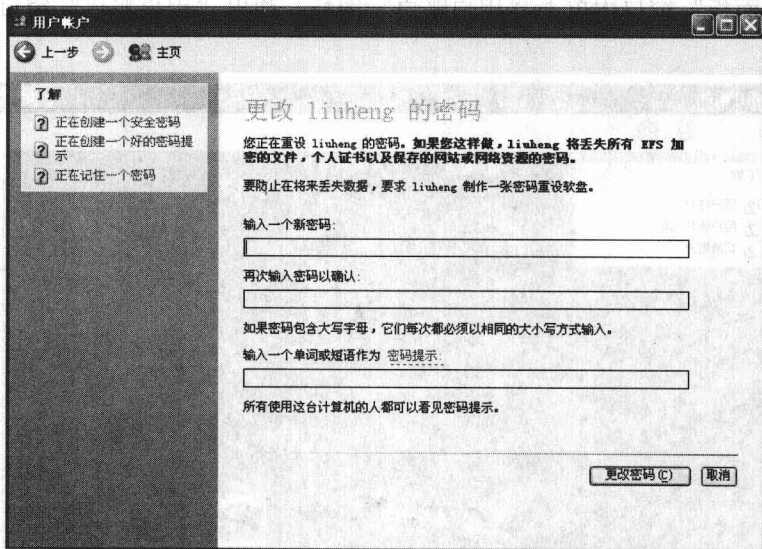 用户帐户
上一步 主页
了解
正在创建一个安全密码
正在创建一个好的密码提
示
正在记住一个密码
更改 liuheng 的密码
您正在重设 liuheng 的密码。如果您这样做，liuheng 将丢失所有 EFS 加
密的文件，个人证书以及保存的网站或网络资源的密码。
要防止在将来丢失数据，要求 liuheng 制作一张密码重设软盘。
输入一个新密码:
再次输入密码以确认:
如果密码包含大写字母，它们每次都必须以相同的大小写方式输入。
输入一个单词或短语作为 密码提示:
所有使用这台计算机的人都可以看见密码提示。
更改密码(C) 取消